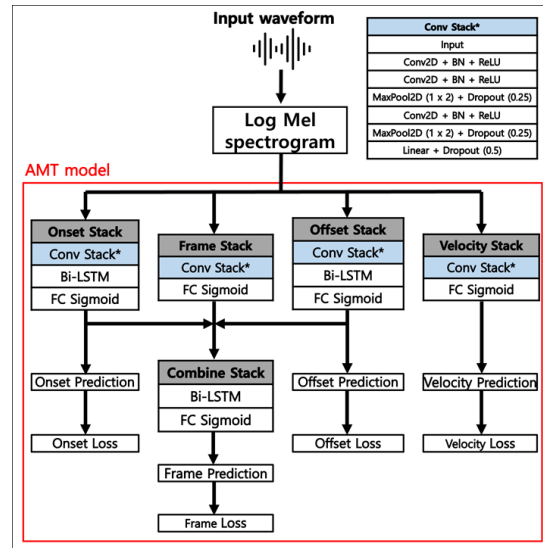 Input waveform
Log Mel
spectrogram
Conv Stack*
Input
Conv2D + BN + ReLU
Conv2D + BN + ReLU
MaxPool2D (1 x 2) + Dropout (0.25)
Conv2D + BN + ReLU
MaxPool2D (1 x 2) + Dropout (0.25)
Linear + Dropout (0.5)
AMT model
Onset Stack
Conv Stack*
Bi-LSTM
FC Sigmoid
Frame Stack
Conv Stack*
FC Sigmoid
Offset Stack
Conv Stack*
Bi-LSTM
FC Sigmoid
Velocity Stack
Conv Stack*
FC Sigmoid
Combine Stack
Bi-LSTM
FC Sigmoid
Onset Prediction
Offset Prediction
Velocity Prediction
Onset Loss
Offset Loss
Velocity Loss
Frame Prediction
Frame Loss